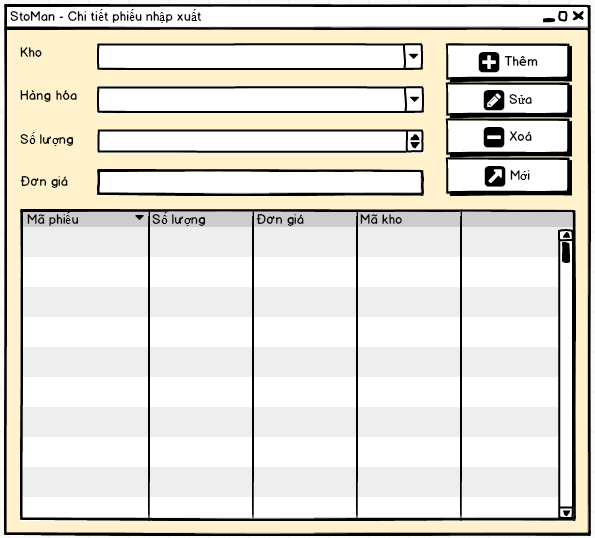 StoMan - Chi tiết phiếu nhập xuất
Kho
Thêm
Hàng hóa
Sửa
Số lượng
Xoá
Đơn giá
Mới
Mã phiếu Số lượng Đơn giá Mã kho